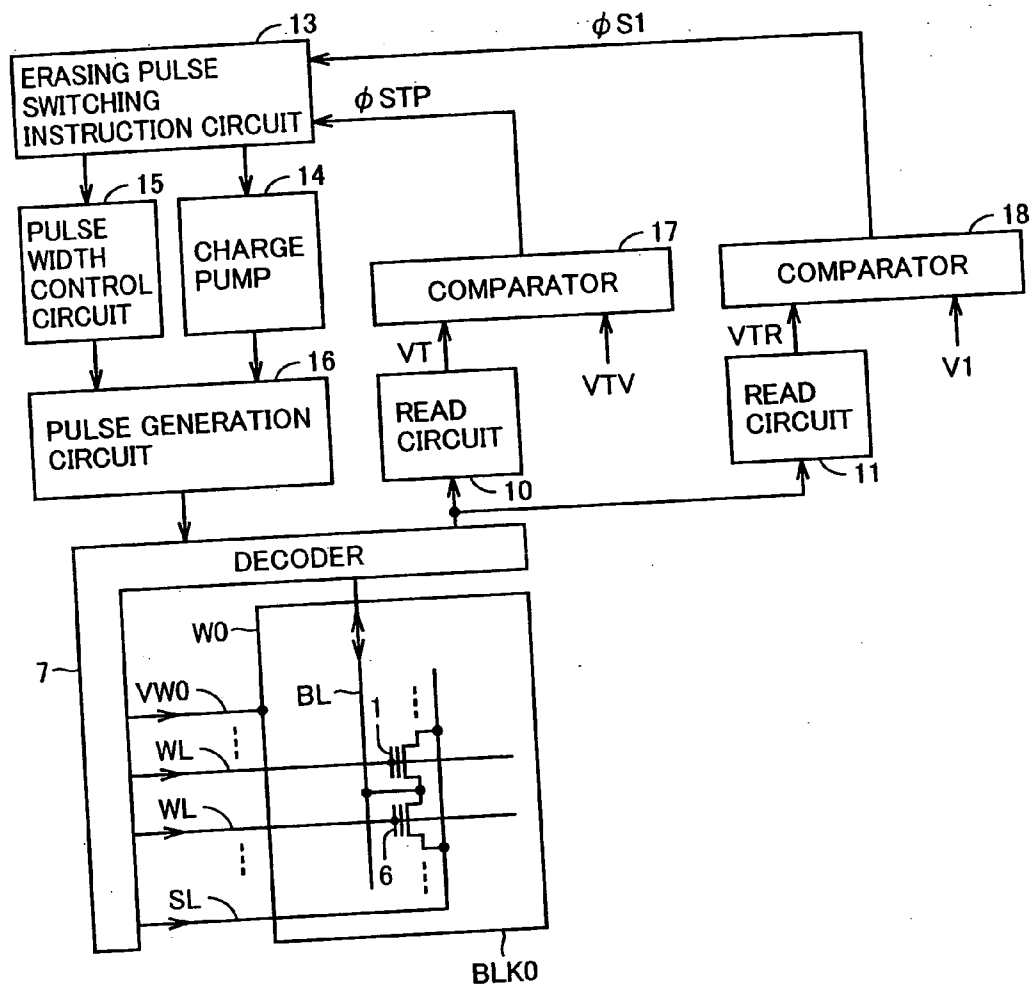 13
ERASING PULSE
SWITCHING
INSTRUCTION CIRCUIT
φS1
φSTP
15
14
PULSE
WIDTH
CONTROL
CIRCUIT
CHARGE
PUMP
17
COMPARATOR
18
COMPARATOR
VT
VTV
VTR
V1
16
PULSE GENERATION
CIRCUIT
READ
CIRCUIT
10
READ
CIRCUIT
11
DECODER
7
W0
VW0
BL
1
WL
WL
6
SL
BLK0